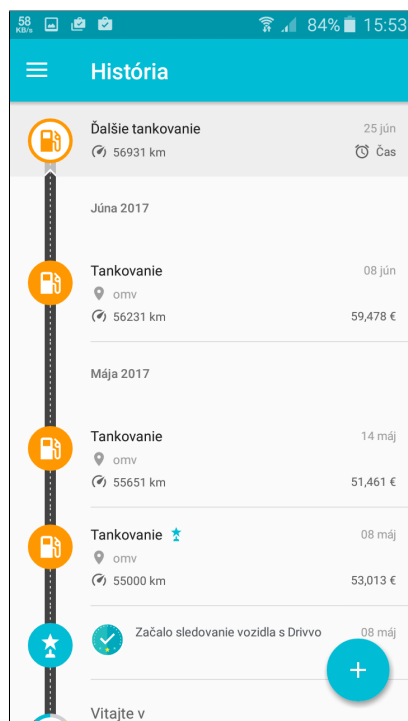 58
KB/s
84%
15:53
História
Ďalšie tankovanie
25 jún
56931 km
Čas
Júna 2017
Tankovanie
08 jún
omv
56231 km
59,478 €
Mája 2017
Tankovanie
14 máj
omv
55651 km
51,461 €
Tankovanie
08 máj
omv
55000 km
53,013 €
Začalo sledovanie vozidla s Drivvo
08 máj
Vitajte v